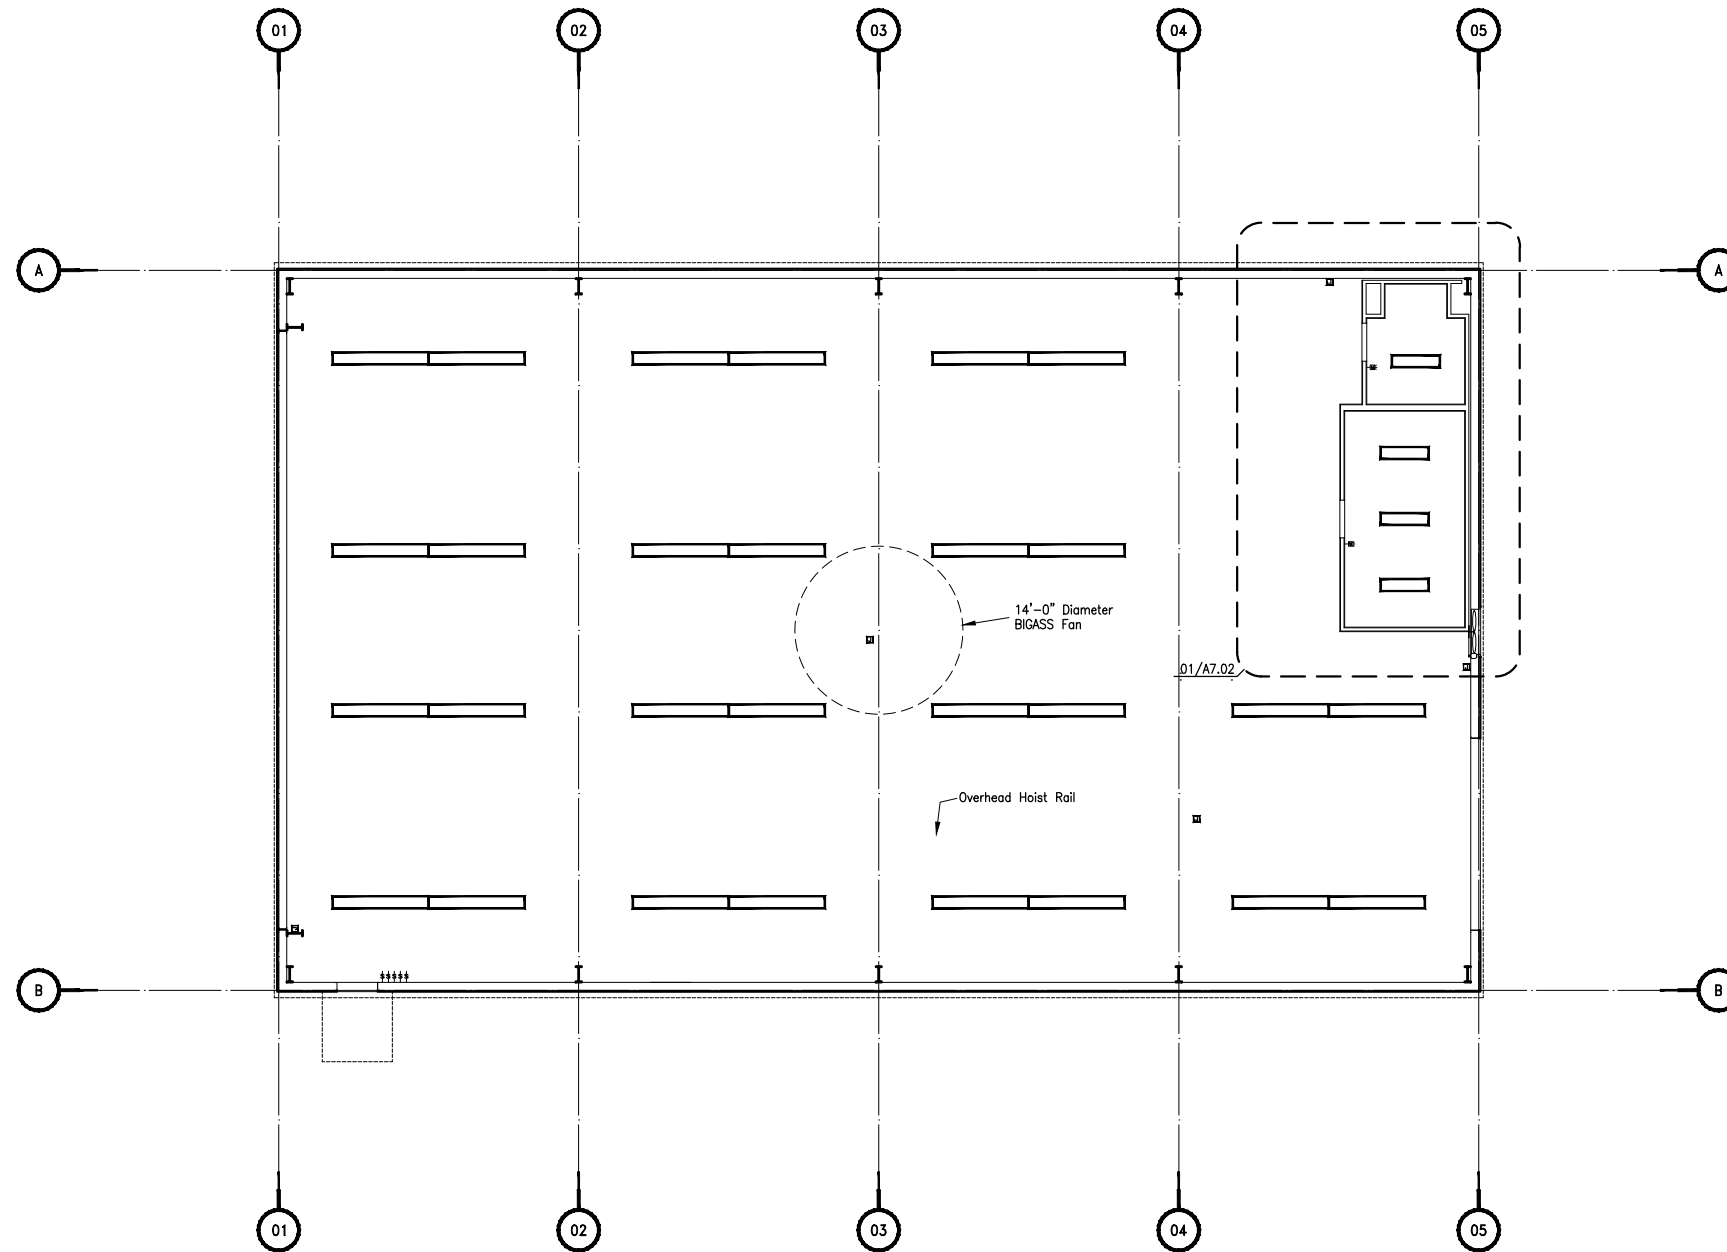 01 02 03 04 05
A A
14'-0" Diameter
BIGASS Fan
01/A7.02
Overhead Hoist Rail
$$$$$
B B
01 02 03 04 05